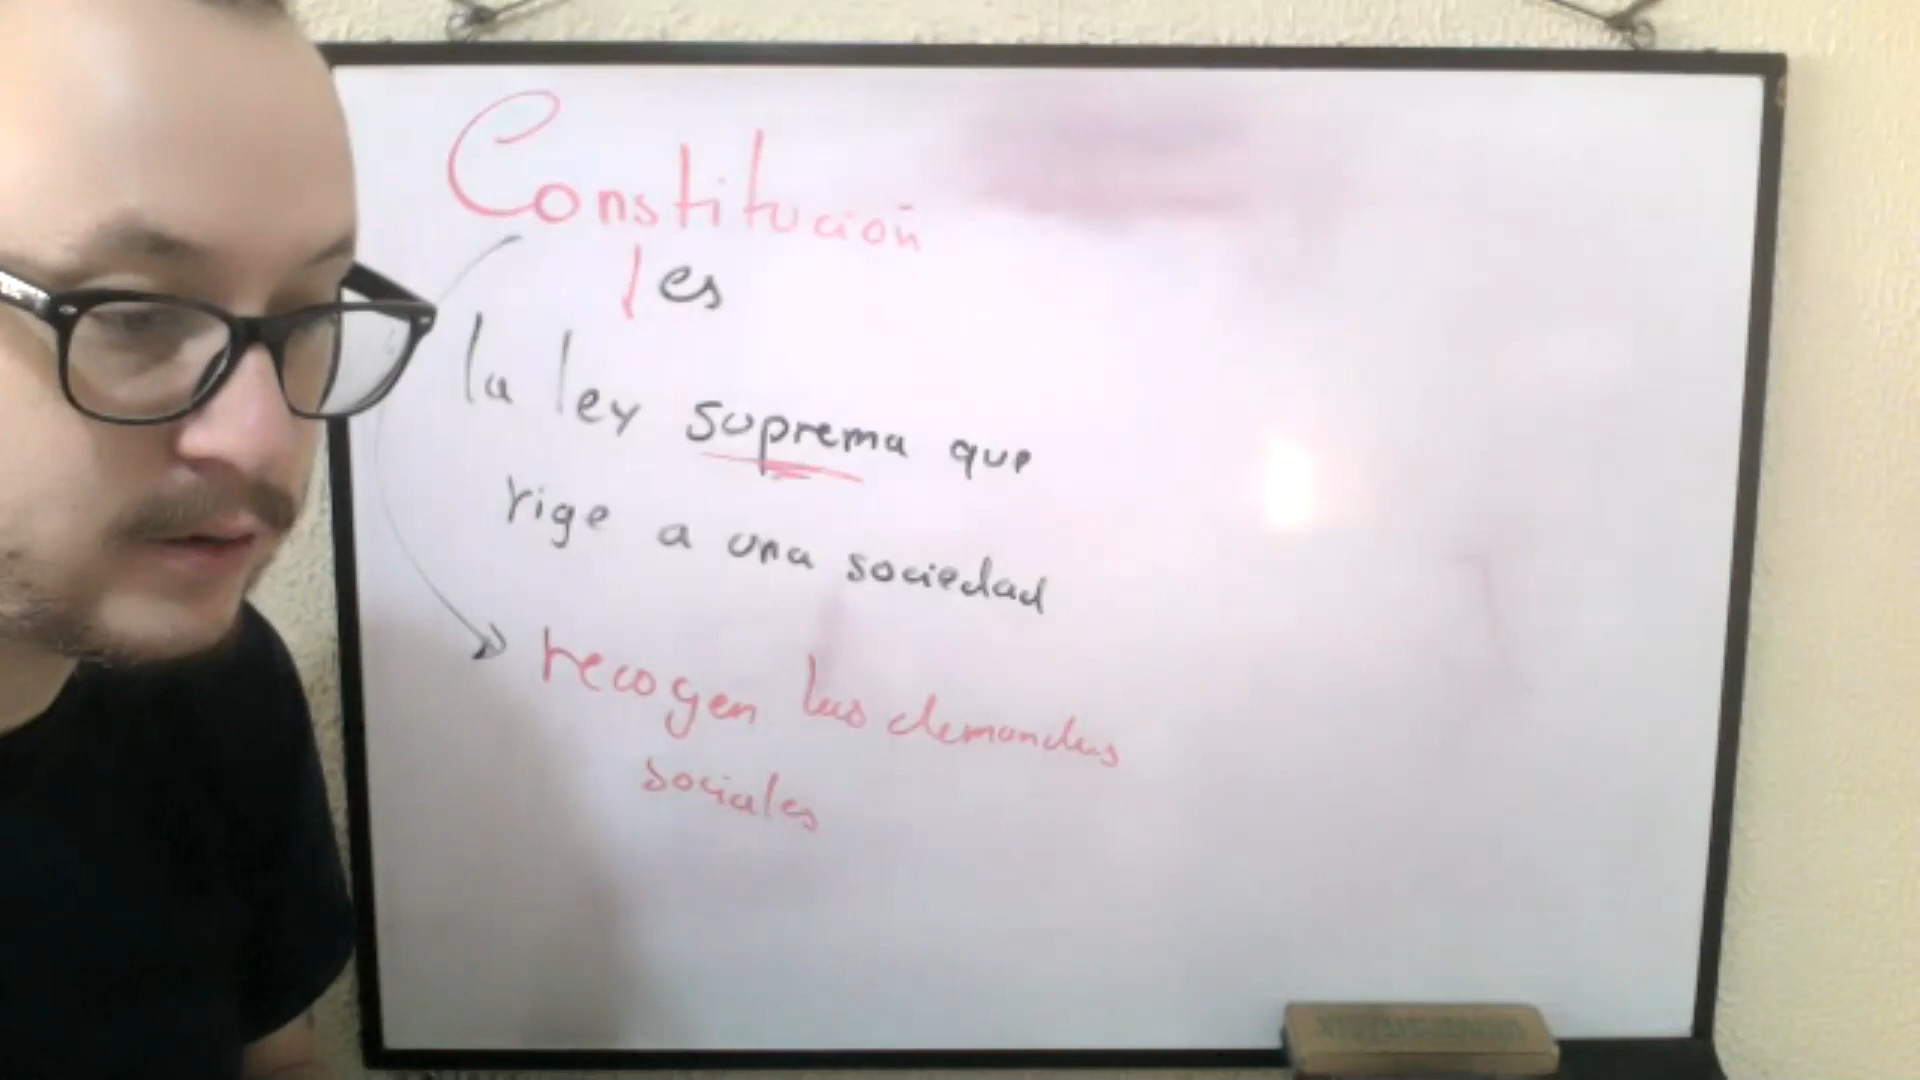 Constitución
es
la ley suprema que
rige a una sociedad
recogen las demandas
sociales